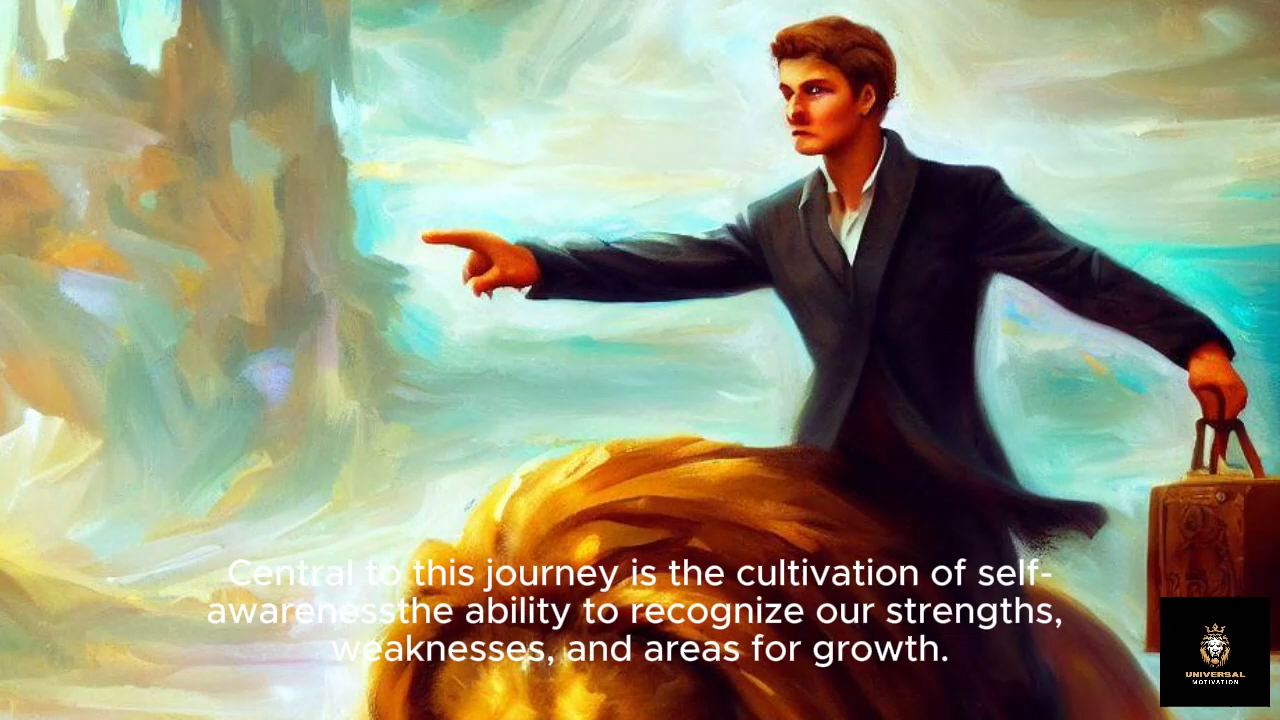 Central to this journey is the cultivation of self-
awarenessthe ability to recognize our strengths,
weaknesses, and areas for growth.
UNIVERSAL
MOTIVATION